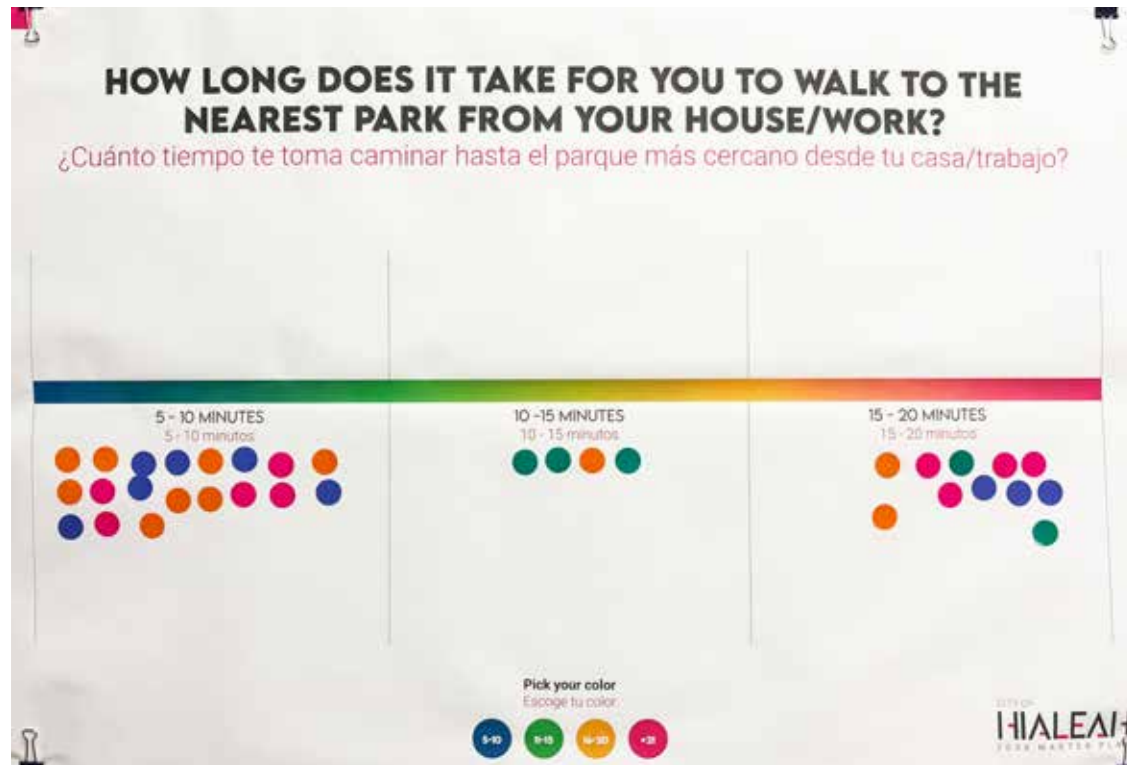 HOW LONG DOES IT TAKE FOR YOU TO WALK TO THE
NEAREST PARK FROM YOUR HOUSE/WORK?
¿Cuánto tiempo te toma caminar hasta el parque más cercano desde tu casa/trabajo?
5 - 10 MINUTES
5 - 10 minutos
10 -15 MINUTES
10 - 15 minutos
15 - 20 MINUTES
15 - 20 minutos
Pick your color
Escoge tu color
5-10
11-15
16-20
+21
CITY OF
HIALEAH